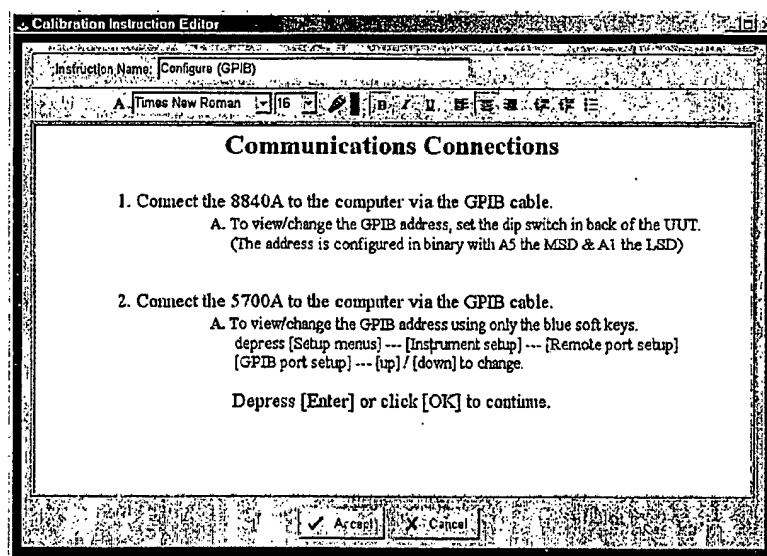 Calibration Instruction Editor
Instruction Name: Configure (GPIB)
A Times New Roman 16 B I U
Communications Connections
1. Connect the 8840A to the computer via the GPIB cable.
A. To view/change the GPIB address, set the dip switch in back of the UUT.
(The address is configured in binary with A5 the MSD & A1 the LSD)
2. Connect the 5700A to the computer via the GPIB cable.
A. To view/change the GPIB address using only the blue soft keys.
depress [Setup menus] --- [Instrument setup] --- [Remote port setup]
[GPIB port setup] --- [up] / [down] to change.
Depress [Enter] or click [OK] to continue.
Accept Cancel